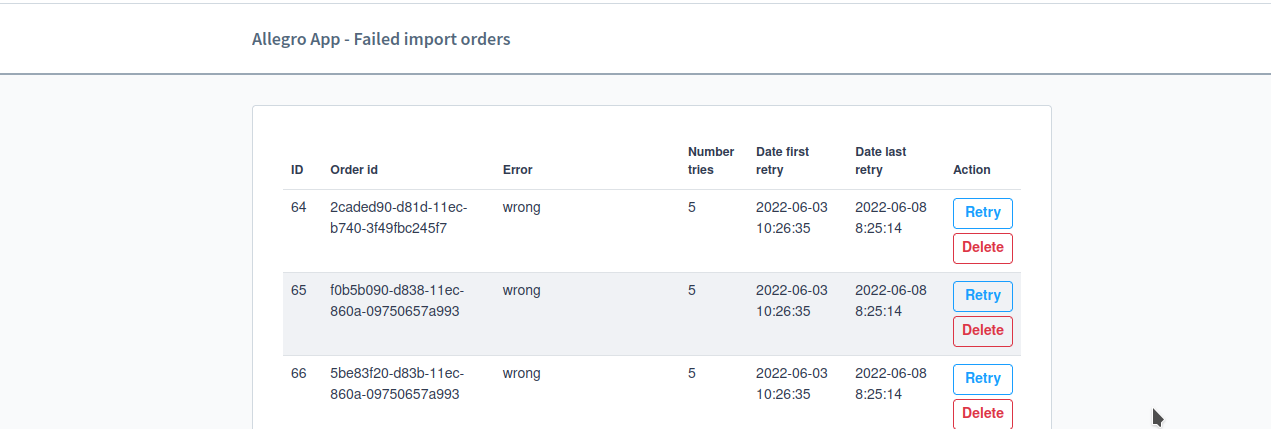 Allegro App - Failed import orders
ID Order id Error Number tries Date first retry Date last retry Action
64 2caded90-d81d-11ec-b740-3f49fbc245f7 wrong 5 2022-06-03 10:26:35 2022-06-08 8:25:14 Retry Delete
65 f0b5b090-d838-11ec-860a-09750657a993 wrong 5 2022-06-03 10:26:35 2022-06-08 8:25:14 Retry Delete
66 5be83f20-d83b-11ec-860a-09750657a993 wrong 5 2022-06-03 10:26:35 2022-06-08 8:25:14 Retry Delete